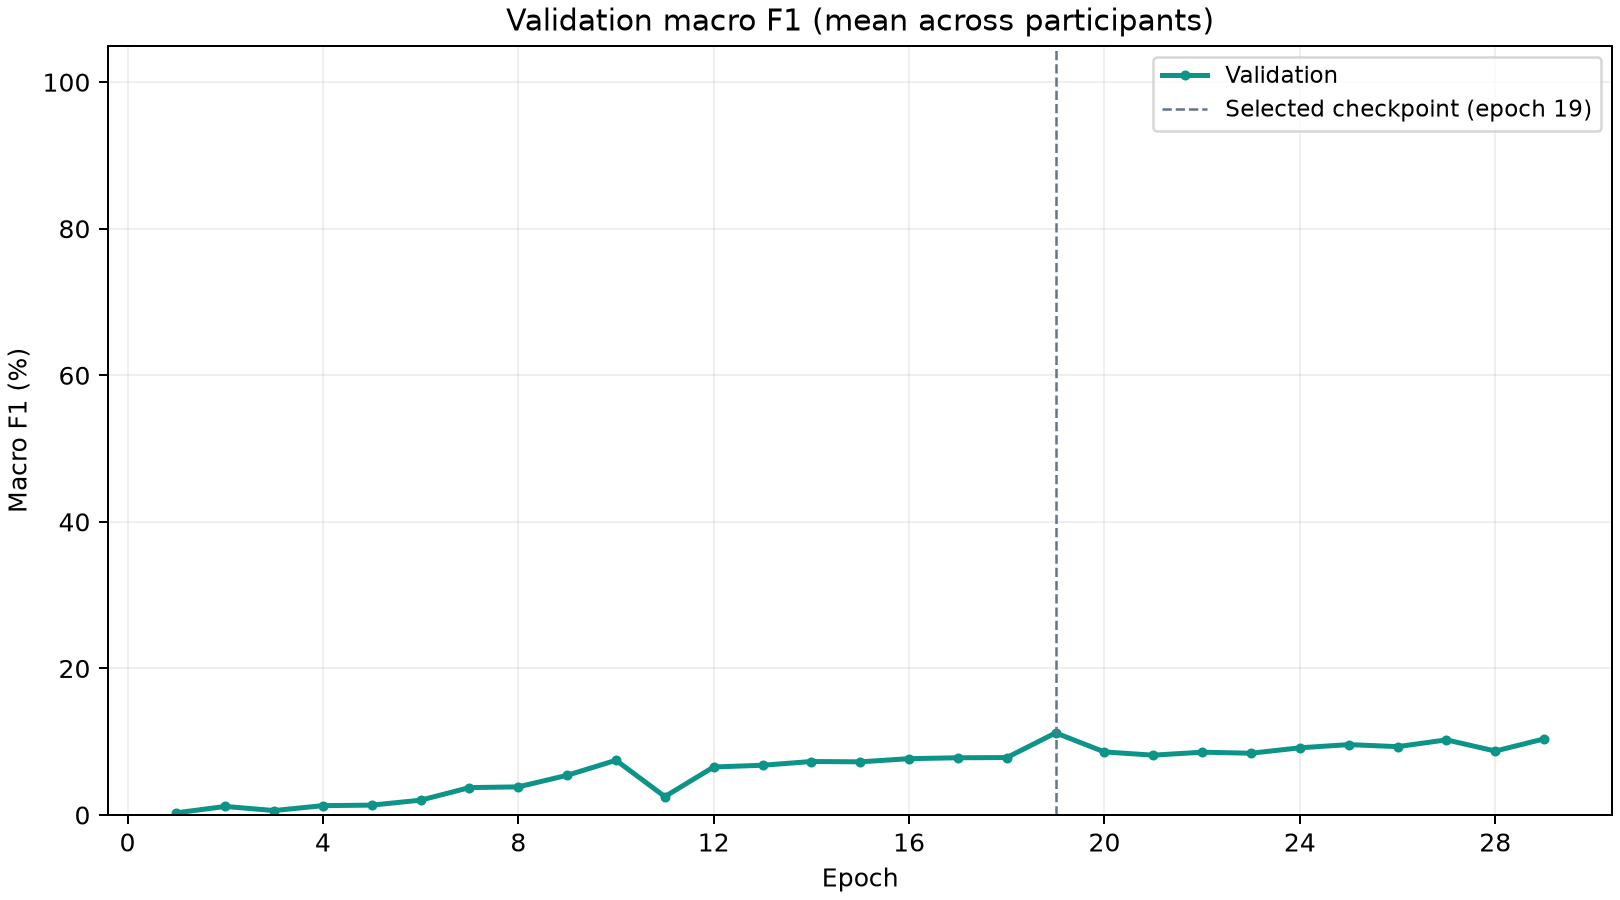 Validation macro F1 (mean across participants)
Validation
Selected checkpoint (epoch 19)
Macro F1 (%)
100
80
60
40
20
0
0 4 8 12 16 20 24 28
Epoch